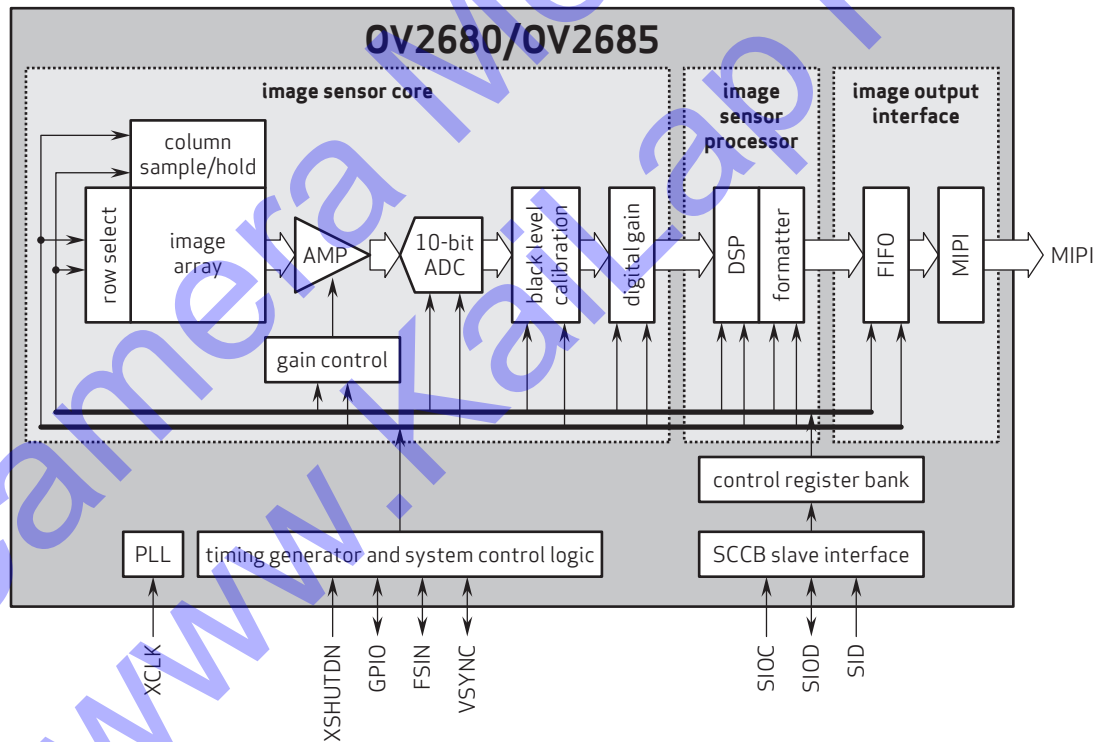 OV2680/OV2685
image sensor core
image
sensor
processor
image output
interface
column
sample/hold
row select
image
array
AMP
10-bit
ADC
black level
calibration
digital gain
DSP
formatter
FIFO
MIPI
MIPI
gain control
control register bank
PLL
timing generator and system control logic
SCCB slave interface
XCLK
XSHUTDN
GPIO
FSIN
VSYNC
SIOC
SIOD
SID